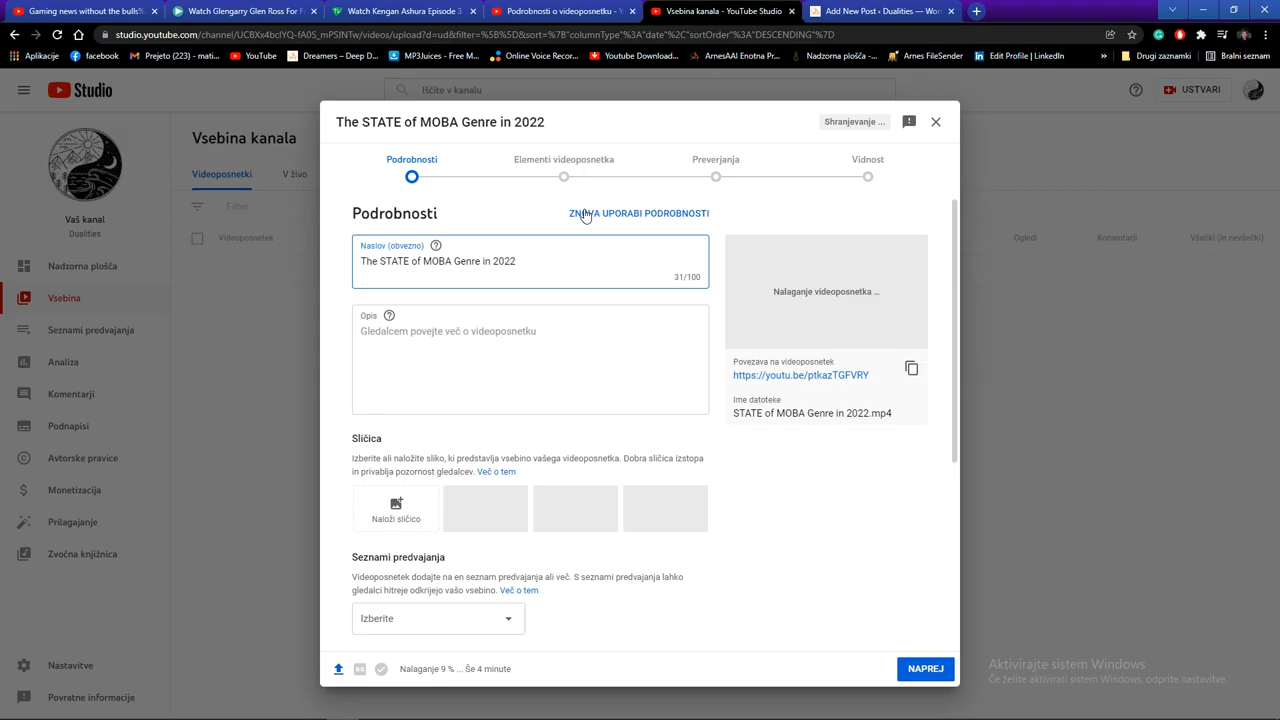 Gaming news without the bulls
Watch Glengarry Glen Ross For F
Watch Kengan Ashura Episode 3
Podrobnosti o videoposnetku - Y
Vsebina kanala - YouTube Studio
Add New Post ‹ Dualities — Wor
studio.youtube.com/channel/UCBXx4bclYQ-fA0S_mPSINTw/videos/upload?d=ud&filter=%5B%5D&sort=%7B"columnType"%3A"date"%2C"sortOrder"%3A"DESCENDING"%7D
Aplikacije
facebook
Prejeto (223) - mati...
YouTube
Dreamers – Deep D...
MP3Juices - Free M...
Online Voice Recor...
Youtube Download...
ArnesAAI Enotna Pr...
Nadzorna plošča -...
Arnes FileSender
Edit Profile | LinkedIn
»
Drugi zaznamki
Bralni seznam
Studio
Iščite v kanalu
USTVARI
Vaš kanal
Dualities
Nadzorna plošča
Vsebina
Seznami predvajanja
Analiza
Komentarji
Podnapisi
Avtorske pravice
Monetizacija
Prilagajanje
Zvočna knjižnica
Nastavitve
Povratne informacije
Vsebina kanala
Videoposnetki
V živo
Filter
Videoposnetek
Ogledi
Komentarji
Všečki (in nevšečki)
The STATE of MOBA Genre in 2022
Shranjevanje ...
Podrobnosti
Elementi videoposnetka
Preverjanja
Vidnost
Podrobnosti
ZNOVA UPORABI PODROBNOSTI
Naslov (obvezno)
The STATE of MOBA Genre in 2022
31/100
Opis
Gledalcem povejte več o videoposnetku
Nalaganje videoposnetka ...
Povezava na videoposnetek
https://youtu.be/ptkazTGFVRY
Ime datoteke
STATE of MOBA Genre in 2022.mp4
Sličica
Izberite ali naložite sliko, ki predstavlja vsebino vašega videoposnetka. Dobra sličica izstopa
in privablja pozornost gledalcev. Več o tem
Naloži sličico
Seznami predvajanja
Videoposnetek dodajte na en seznam predvajanja ali več. S seznami predvajanja lahko
gledalci hitreje odkrijejo vašo vsebino. Več o tem
Izberite
Nalaganje 9 % ... Še 4 minute
NAPREJ
Aktivirajte sistem Windows
Če želite aktivirati sistem Windows, odprite nastavitve.